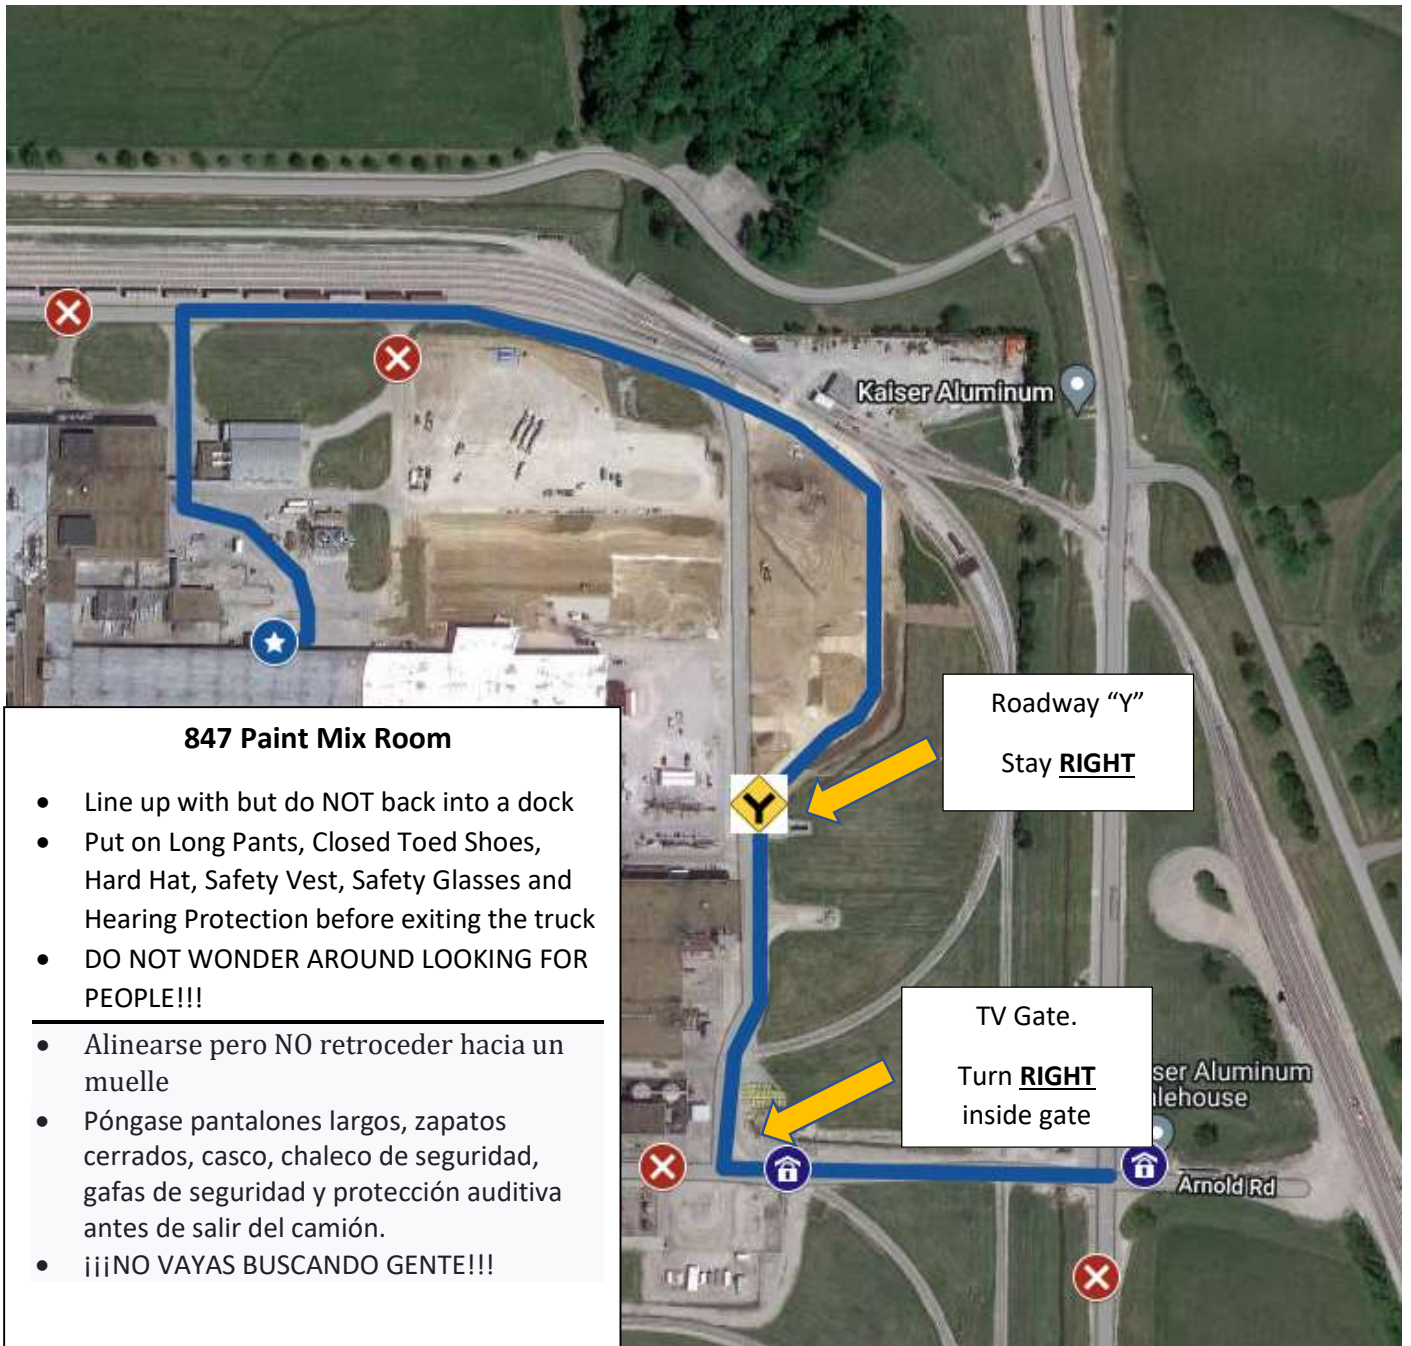 Kaiser Aluminum
Roadway “Y”
Stay RIGHT
847 Paint Mix Room
• Line up with but do NOT back into a dock
• Put on Long Pants, Closed Toed Shoes,
Hard Hat, Safety Vest, Safety Glasses and
Hearing Protection before exiting the truck
• DO NOT WONDER AROUND LOOKING FOR
PEOPLE!!!
• Alinearse pero NO retroceder hacia un
muelle
• Póngase pantalones largos, zapatos
cerrados, casco, chaleco de seguridad,
gafas de seguridad y protección auditiva
antes de salir del camión.
• ¡¡¡NO VAYAS BUSCANDO GENTE!!!
TV Gate.
Turn RIGHT
inside gate
ser Aluminum
alehouse
Arnold Rd